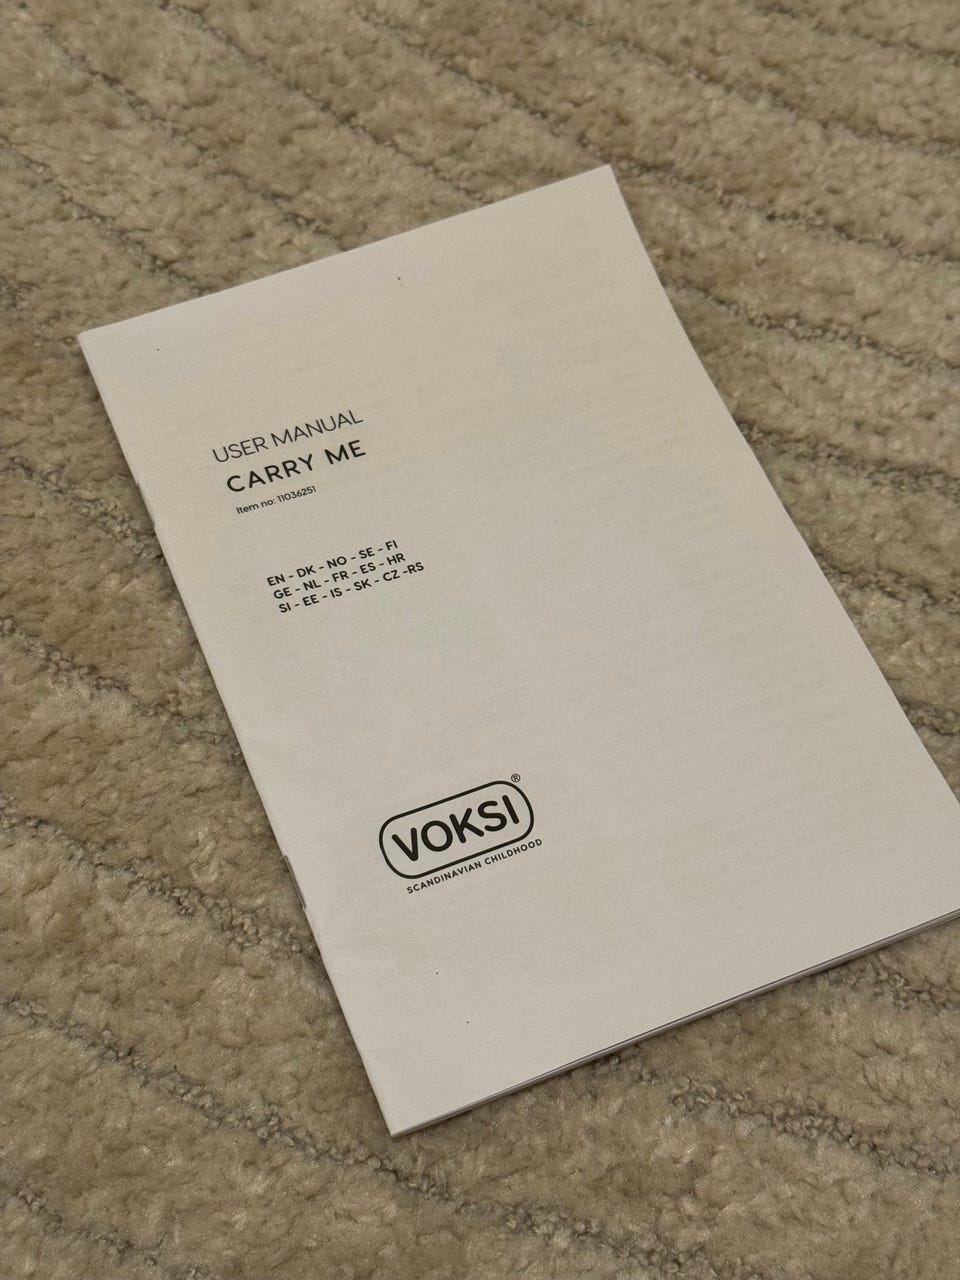 USER MANUAL
CARRY ME
Item no: 11036251
EN - DK - NO - SE - FI
GE - NL - FR - ES - HR
SI - EE - IS - SK - CZ -RS
VOKSI®
SCANDINAVIAN CHILDHOOD